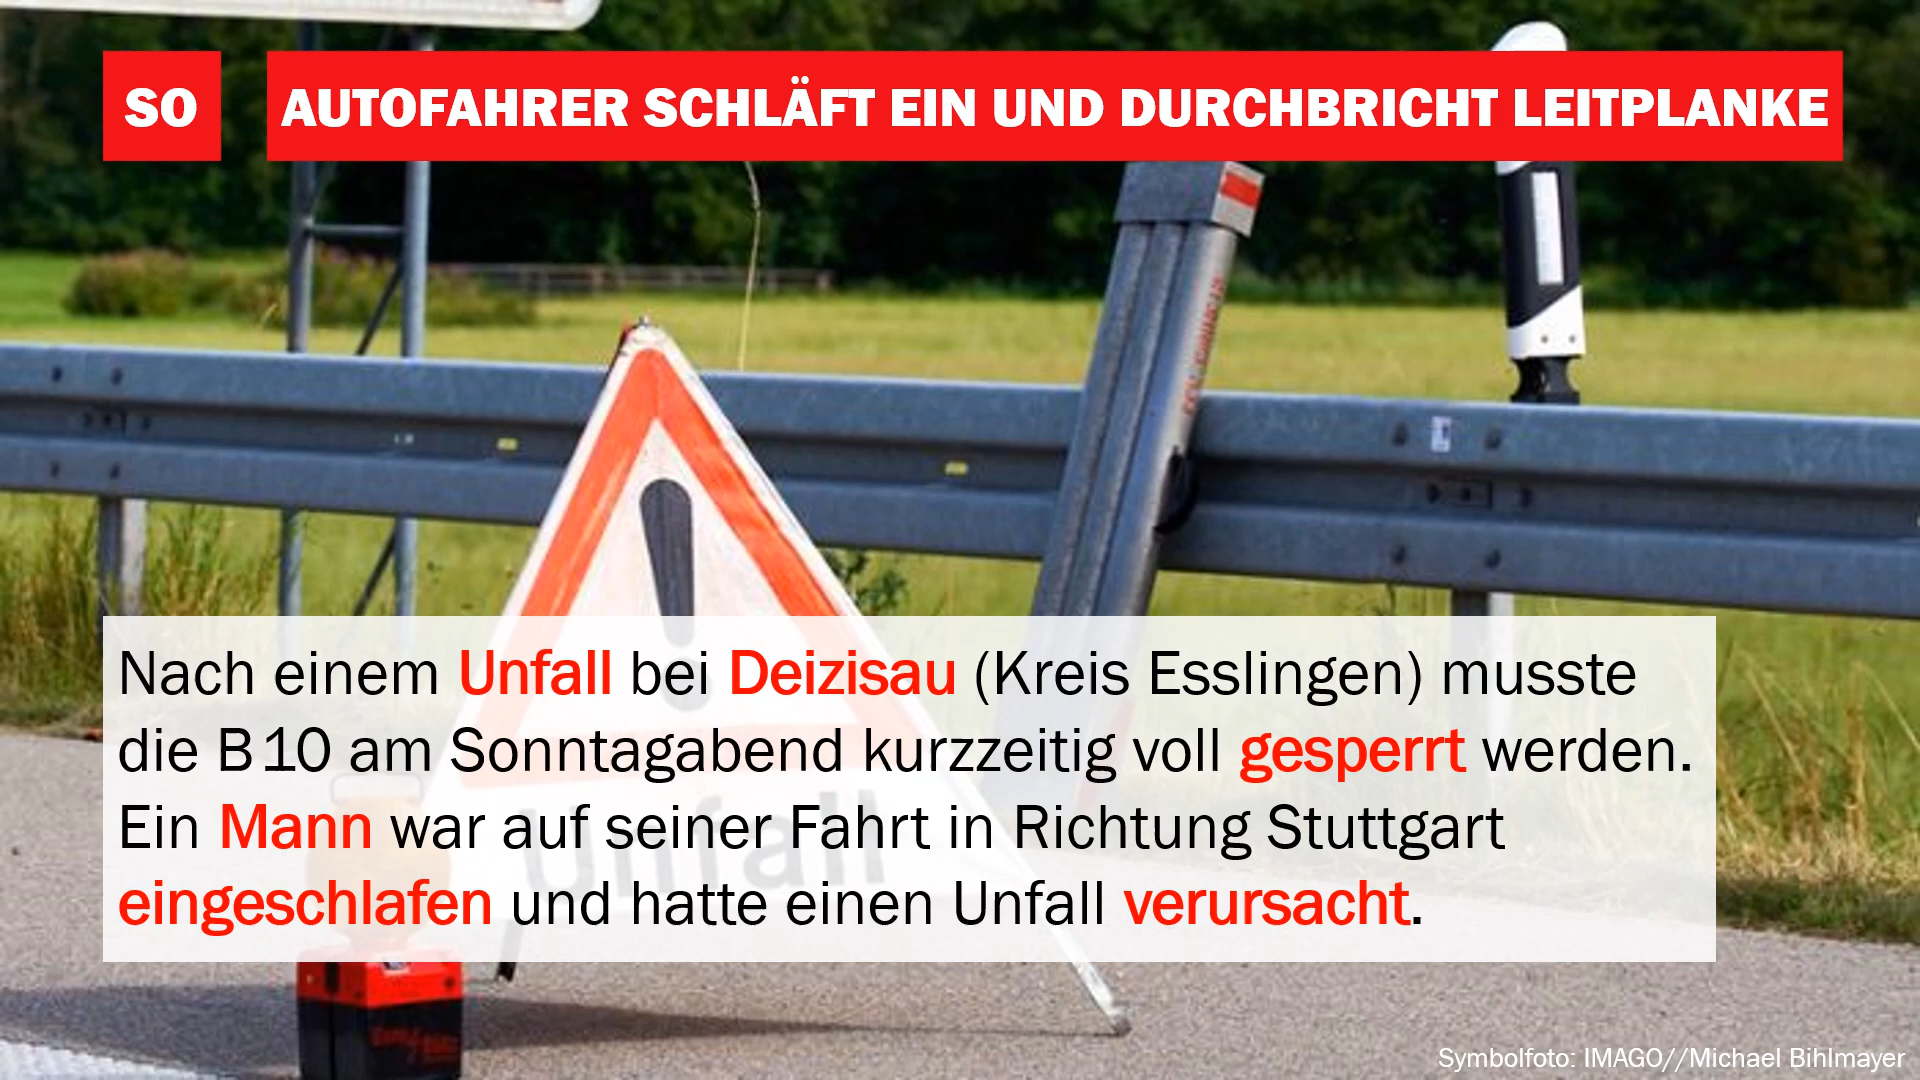 SO
AUTOFAHRER SCHLÄFT EIN UND DURCHBRICHT LEITPLANKE
Nach einem Unfall bei Deizisau (Kreis Esslingen) musste
die B 10 am Sonntagabend kurzzeitig voll gesperrt werden.
Ein Mann war auf seiner Fahrt in Richtung Stuttgart
eingeschlafen und hatte einen Unfall verursacht.
Unfall
Symbolfoto: IMAGO//Michael Bihlmayer